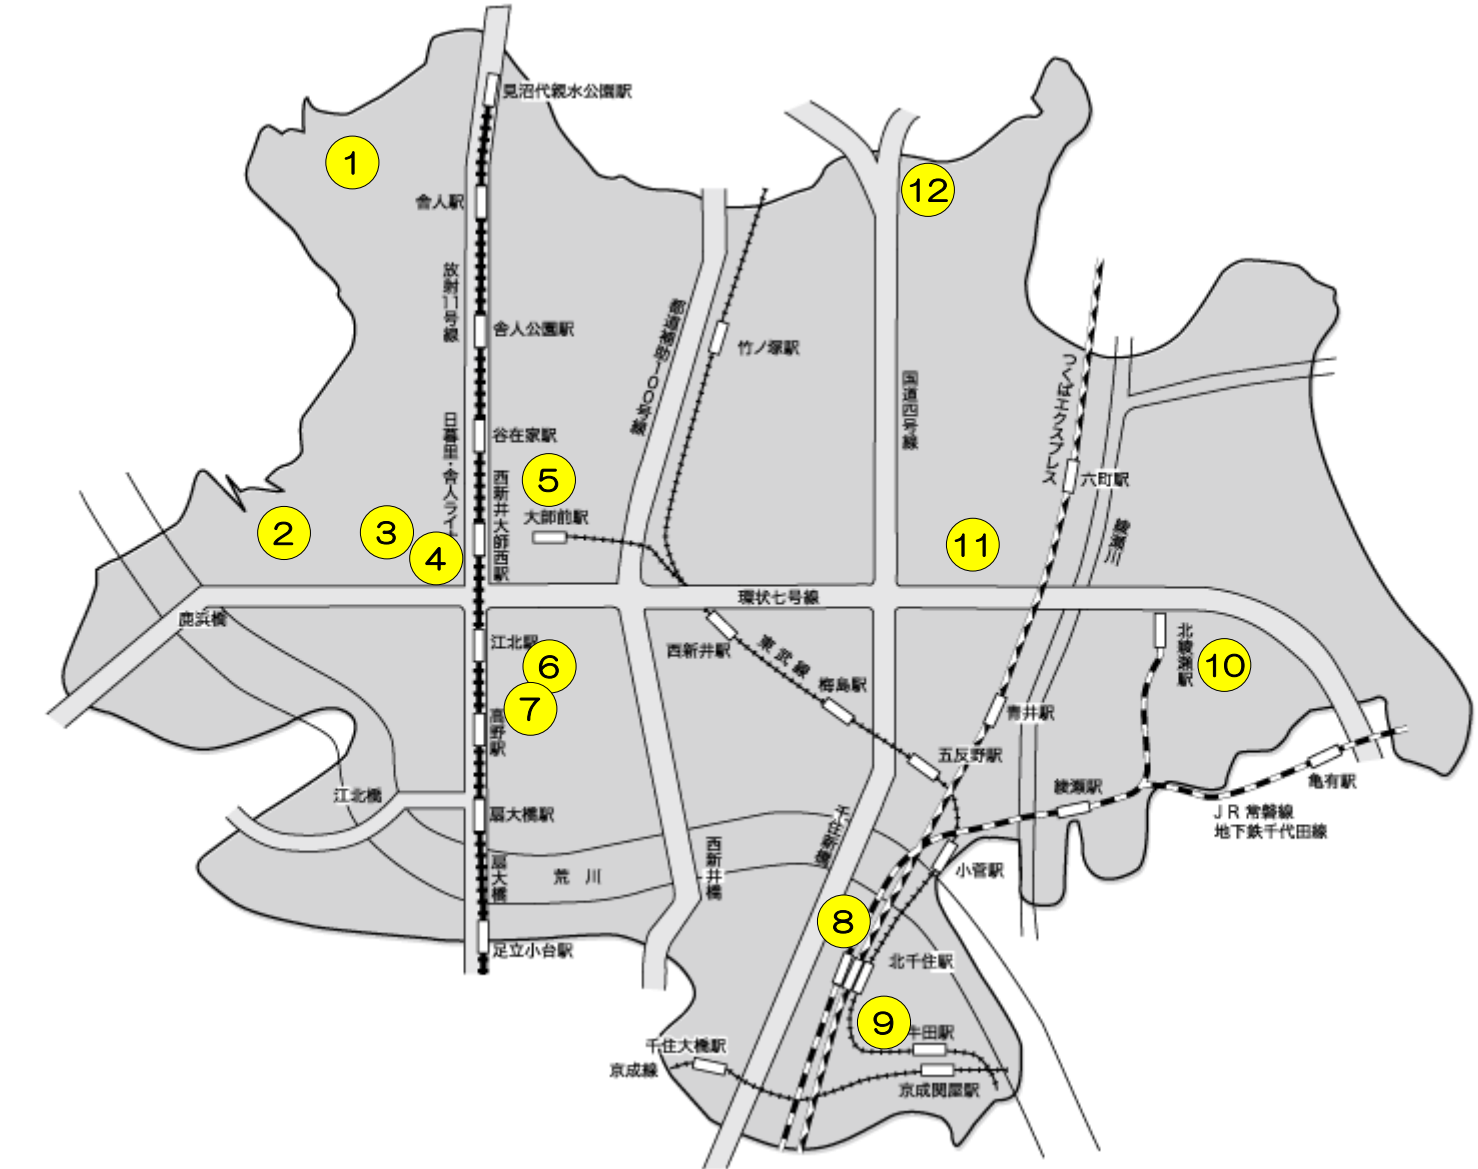 見沼代親水公園駅
1
12
舎人駅
放射11号線
舎人公園駅
都道補助100号線
竹ノ塚駅
国道四号線
つくばエクスプレス
日暮里・舎人ライ
谷在家駅
西新井大師西駅
5
大師前駅
六町駅
綾瀬川
2
3
4
11
環状七号線
鹿浜橋
江北駅
6
7
高野駅
西新井駅
東武線
梅島駅
五反野駅
青井駅
北綾瀬駅
10
綾瀬駅
亀有駅
JR常磐線
地下鉄千代田線
江北橋
扇大橋駅
扇大橋
荒川
西新井橋
千住新橋
小菅駅
8
足立小台駅
北千住駅
9
牛田駅
千住大橋駅
京成線
京成関屋駅